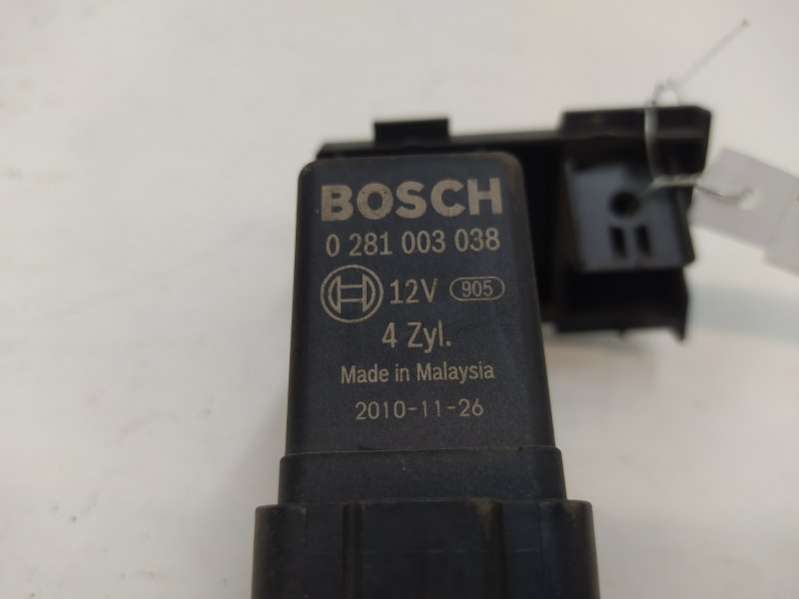 BOSCH
0 281 003 038
12V 905
4 Zyl.
Made in Malaysia
2010-11-26